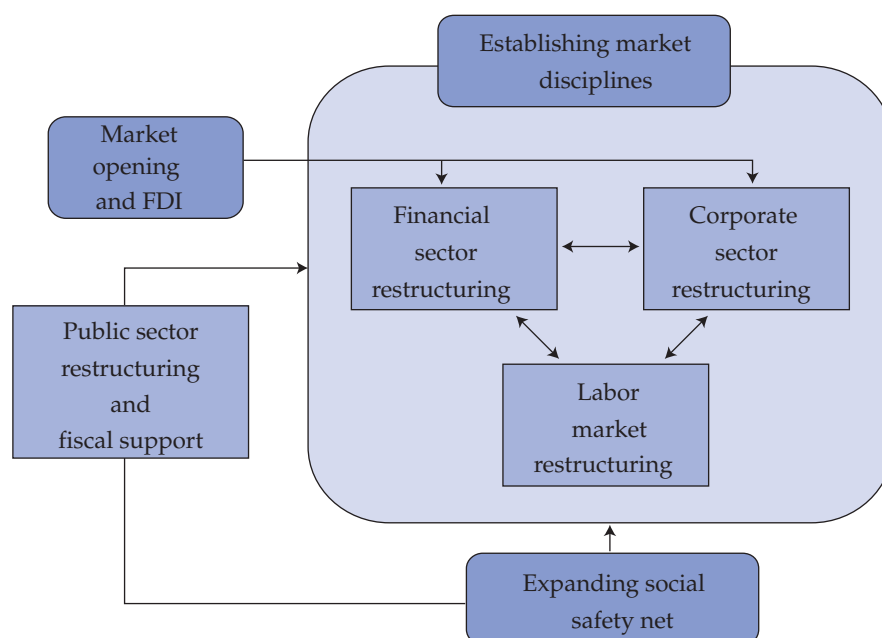 Establishing market
disciplines
Market
opening
and FDI
Financial
sector
restructuring
Corporate
sector
restructuring
Public sector
restructuring
and
fiscal support
Labor
market
restructuring
Expanding social
safety net